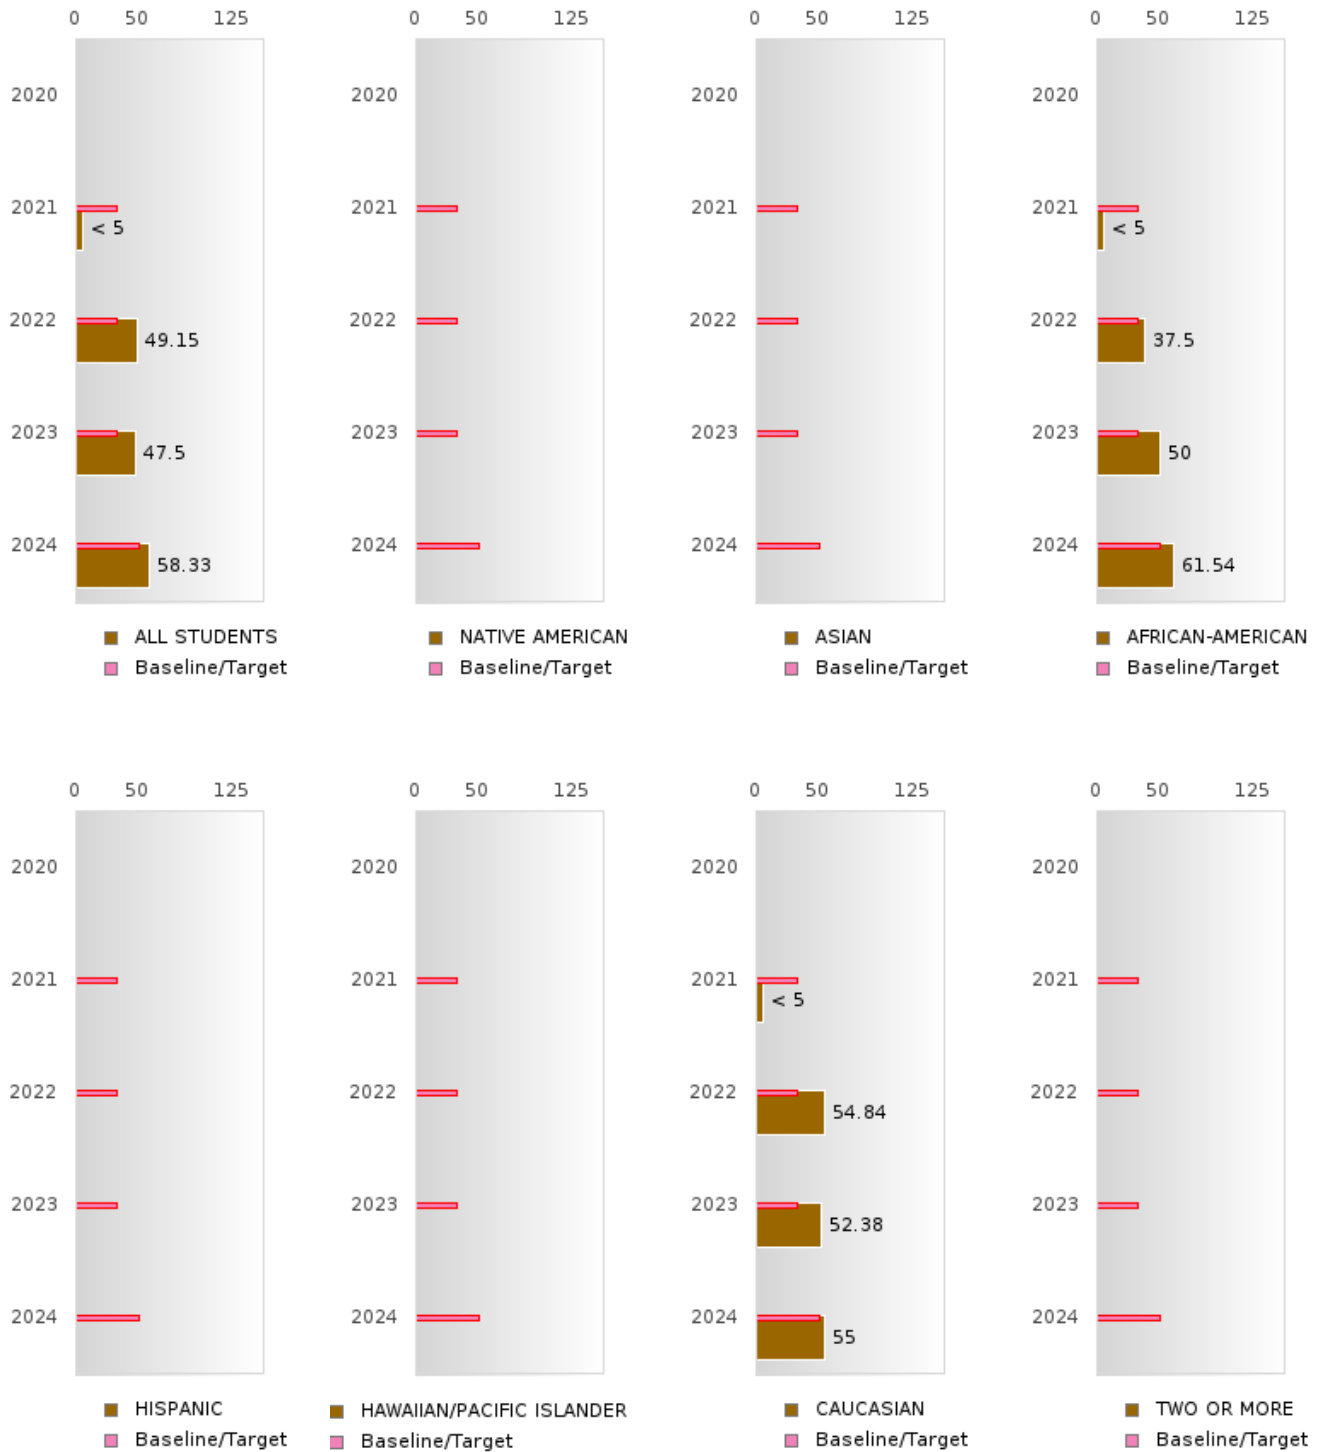 0 50 125 0 50 125 0 50 125 0 50 125
2020 2020 2020 2020
2021 2021 2021 2021
< 5 < 5
2022 2022 2022 2022
49.15 37.5
2023 2023 2023 2023
47.5 50
2024 2024 2024 2024
58.33 61.54
ALL STUDENTS NATIVE AMERICAN ASIAN AFRICAN-AMERICAN
Baseline/Target Baseline/Target Baseline/Target Baseline/Target
0 50 125 0 50 125 0 50 125 0 50 125
2020 2020 2020 2020
2021 2021 2021 2021
< 5
2022 2022 2022 2022
54.84
2023 2023 2023 2023
52.38
2024 2024 2024 2024
55
HISPANIC HAWAIIAN/PACIFIC ISLANDER CAUCASIAN TWO OR MORE
Baseline/Target Baseline/Target Baseline/Target Baseline/Target